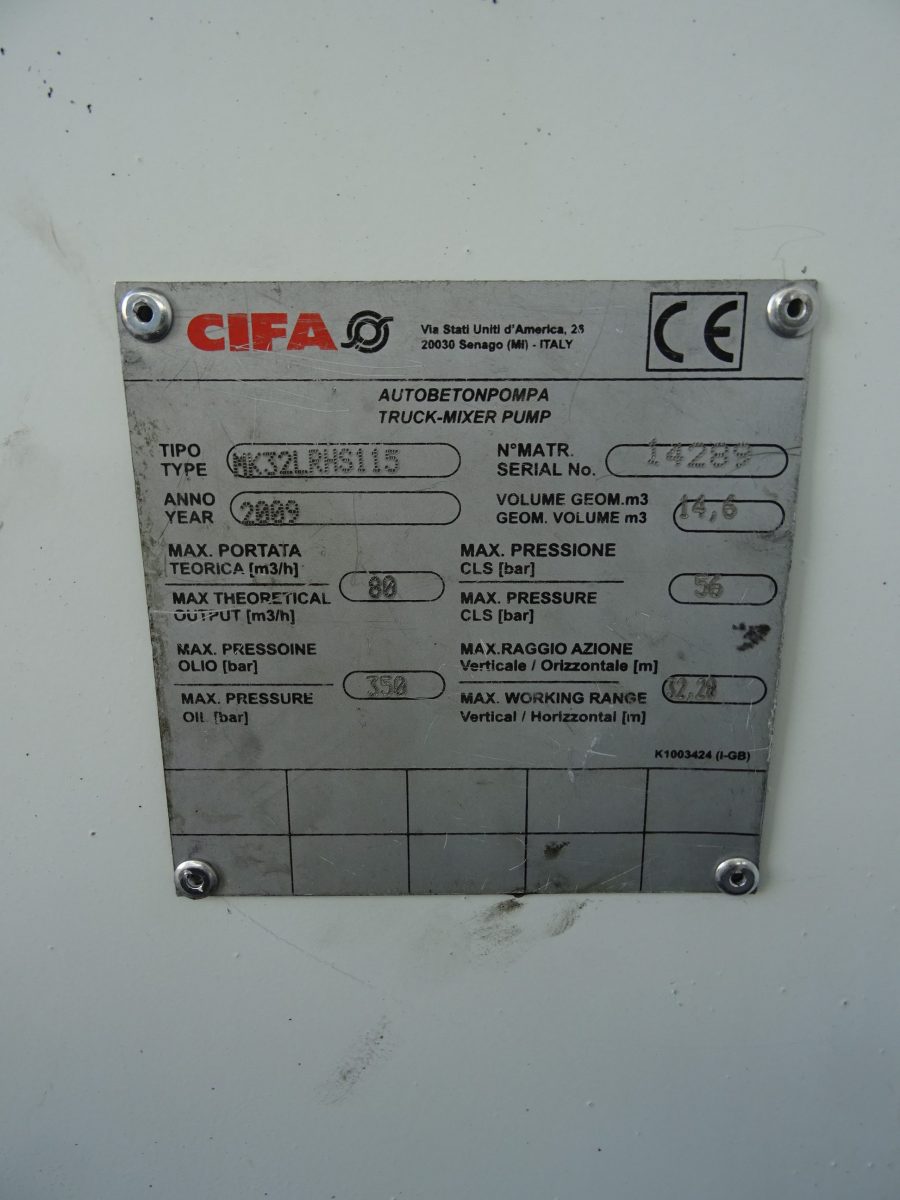 CIFA
Via Stati Uniti d'America, 26
20030 Senago (MI) - ITALY
CE
AUTOBETONPOMPA
TRUCK-MIXER PUMP
TIPO
TYPE MK32LRHS115
N°MATR.
SERIAL No. 14289
ANNO
YEAR 2009
VOLUME GEOM.m3
GEOM. VOLUME m3 14,6
MAX. PORTATA
TEORICA [m3/h]
MAX THEORETICAL
OUTPUT [m3/h] 80
MAX. PRESSIONE
CLS [bar]
MAX. PRESSURE
CLS [bar] 56
MAX. PRESSOINE
OLIO [bar]
MAX. PRESSURE
OIL [bar] 350
MAX.RAGGIO AZIONE
Verticale / Orizzontale [m]
MAX. WORKING RANGE
Vertical / Horizzontal [m] 32,28
K1003424 (I-GB)